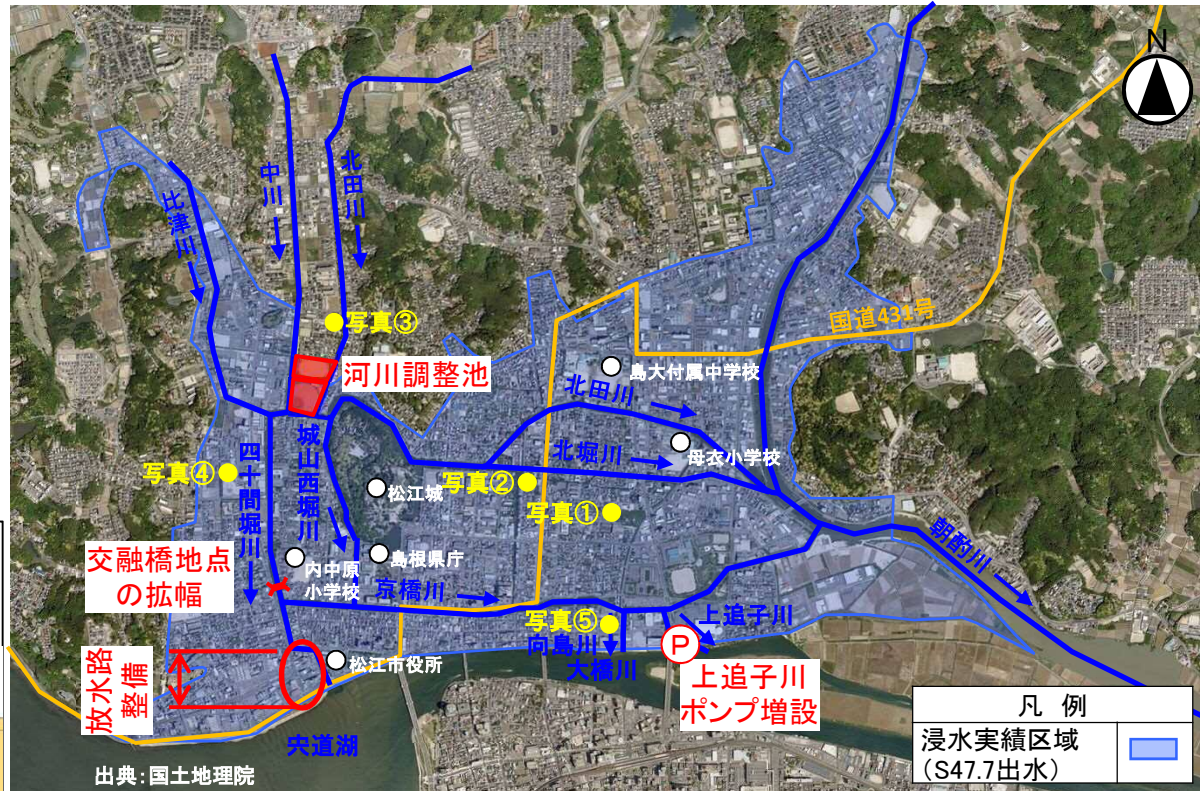 N
中川
北田川
比津川
写真③
国道431号
河川調整池
島大付属中学校
北田川
城山西堀川
北堀川
母衣小学校
写真④
四十間堀川
松江城
写真②
写真①
交融橋地点
の拡幅
内中原
小学校
島根県庁
朝酌川
京橋川
写真⑤
向島川
上追子川
大橋川
P
放水路
整備
松江市役所
上追子川
ポンプ増設
宍道湖
出典:国土地理院
凡 例
浸水実績区域
(S47.7出水)